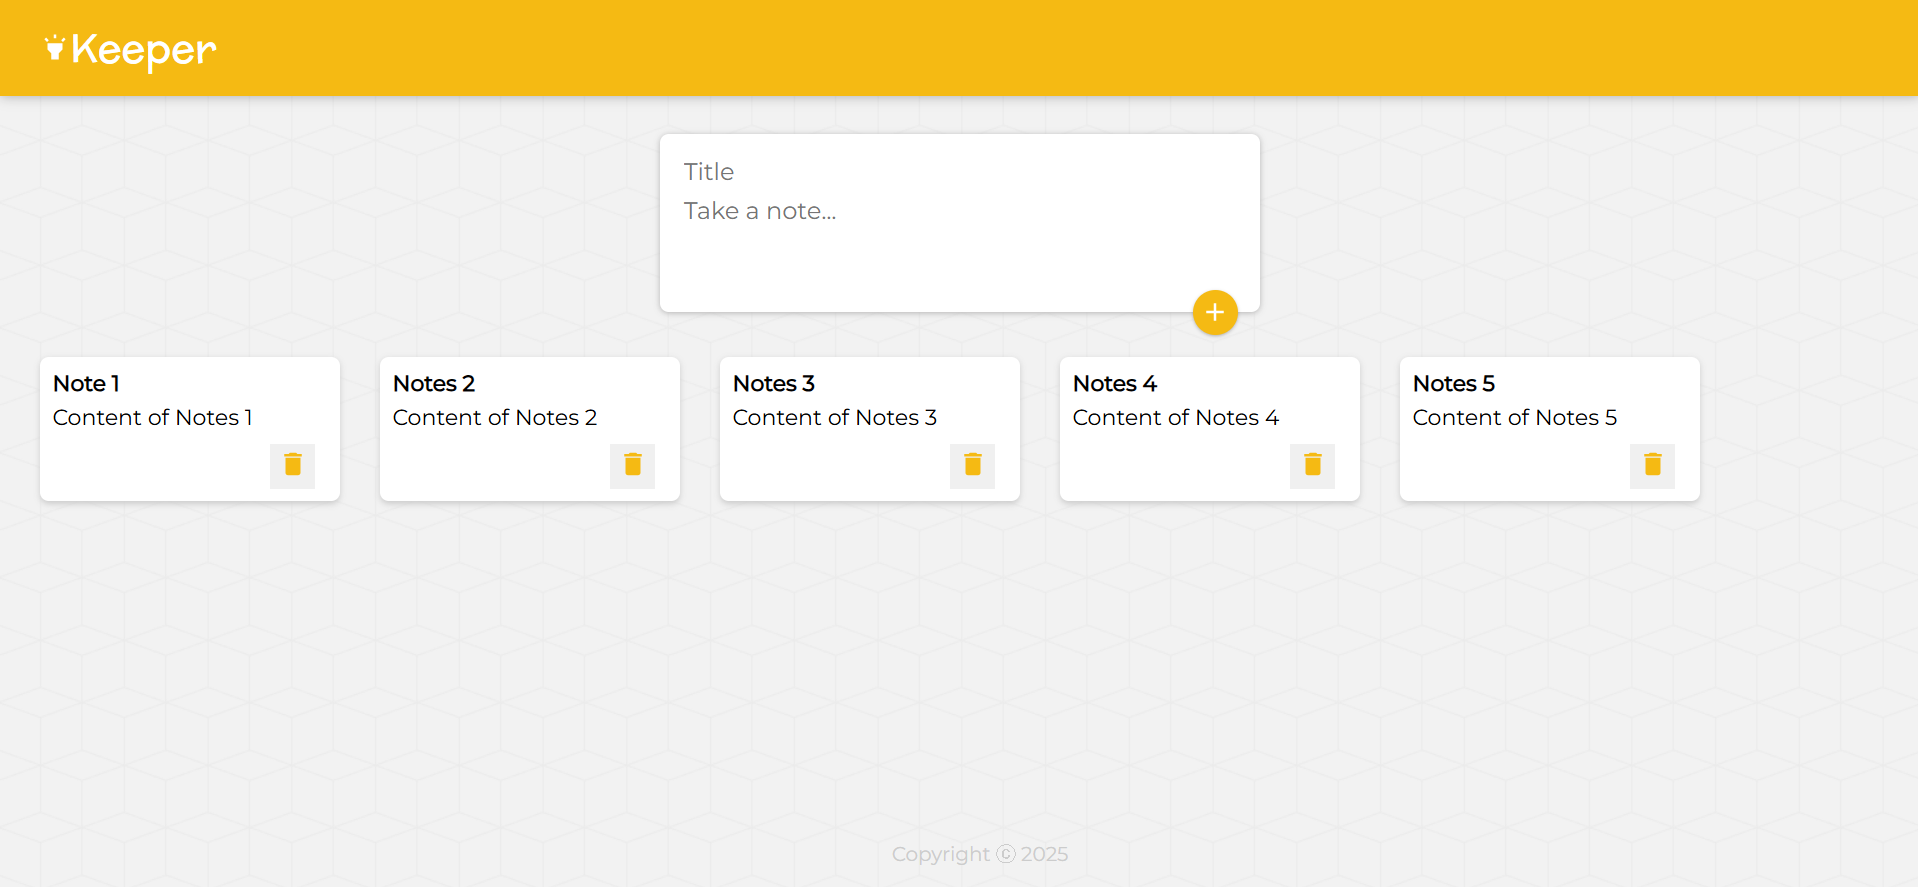 Keeper
Title
Take a note...
Note 1
Content of Notes 1
Notes 2
Content of Notes 2
Notes 3
Content of Notes 3
Notes 4
Content of Notes 4
Notes 5
Content of Notes 5
Copyright ⓒ 2025